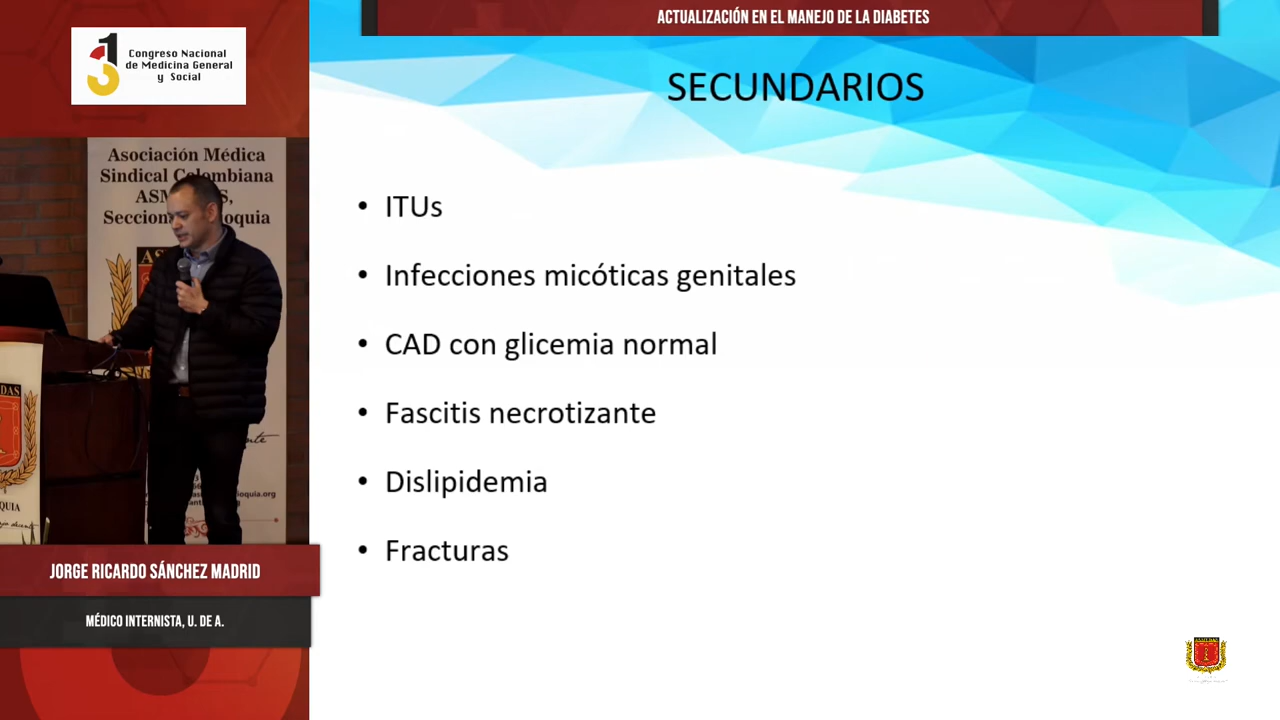 ACTUALIZACIÓN EN EL MANEJO DE LA DIABETES
13
Congreso Nacional
de Medicina General
y Social
SECUNDARIOS
Asociación Médica
Sindical Colombiana
• ITUs
• Infecciones micóticas genitales
• CAD con glicemia normal
• Fascitis necrotizante
• Dislipidemia
• Fracturas
JORGE RICARDO SÁNCHEZ MADRID
MÉDICO INTERNISTA, U. DE A.